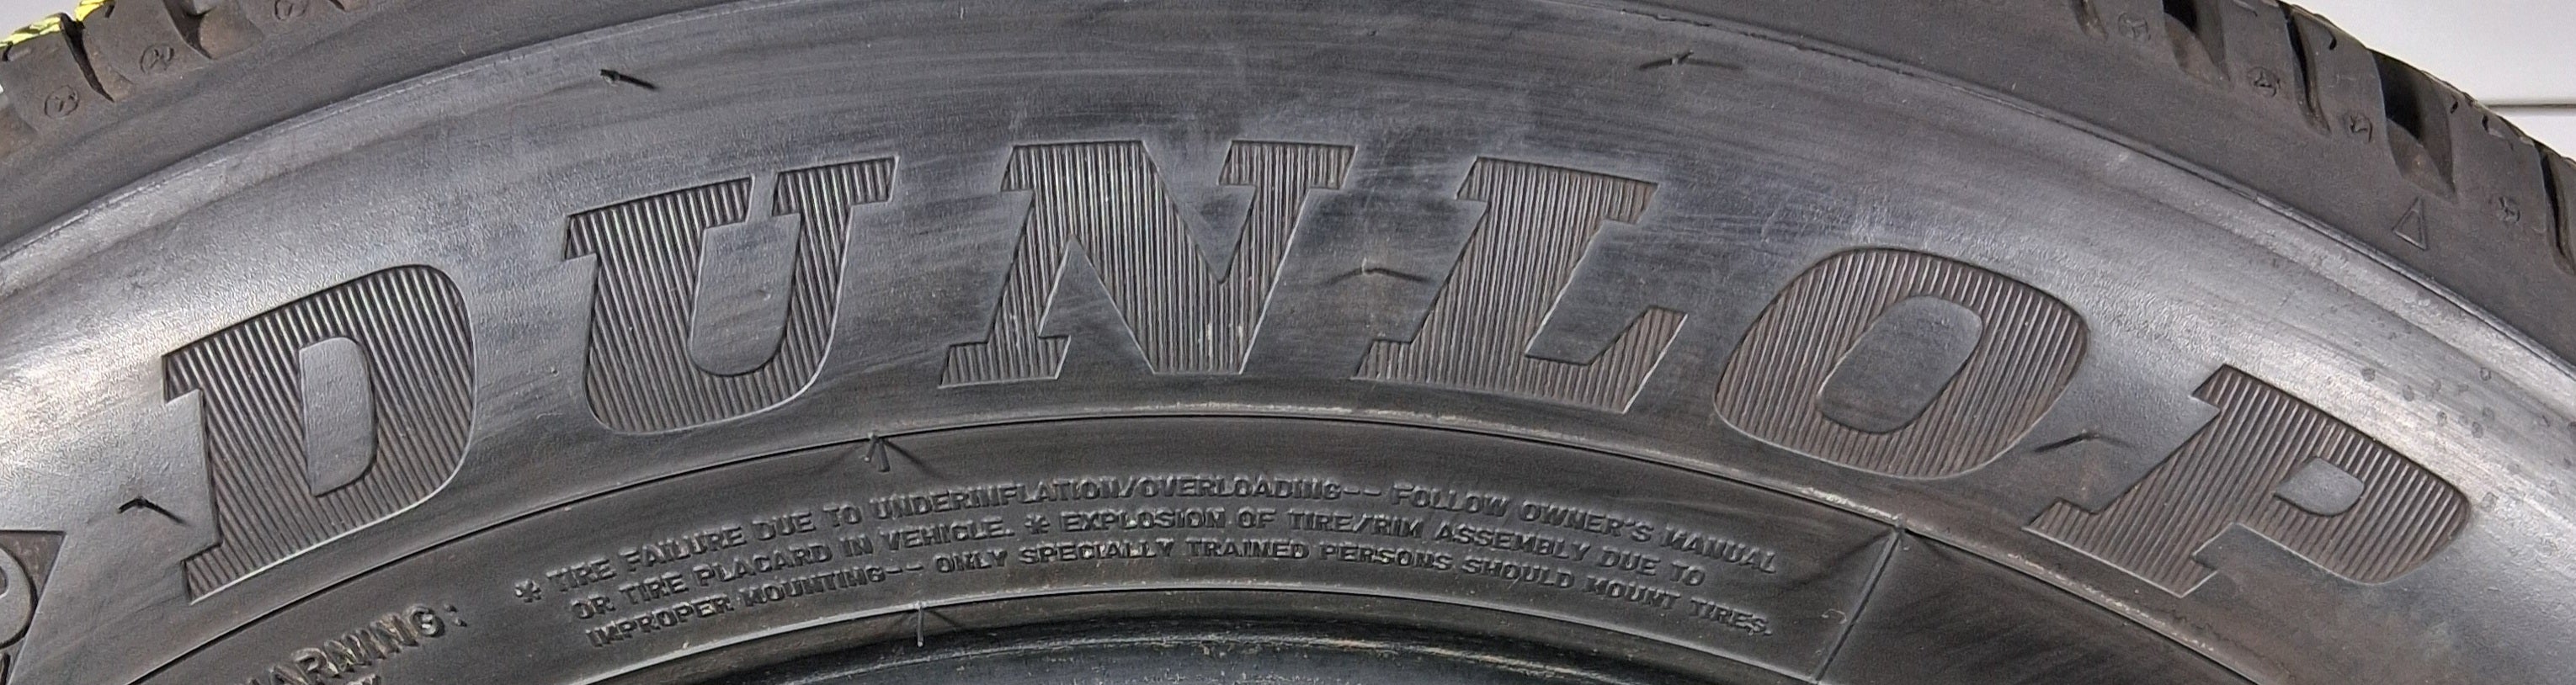 DUNLOP
WARNING:
* TIRE FAILURE DUE TO UNDERINFLATION/OVERLOADING-- FOLLOW OWNER'S MANUAL
OR TIRE PLACARD IN VEHICLE. * EXPLOSION OF TIRE/RIM ASSEMBLY DUE TO
IMPROPER MOUNTING-- ONLY SPECIALLY TRAINED PERSONS SHOULD MOUNT TIRES.